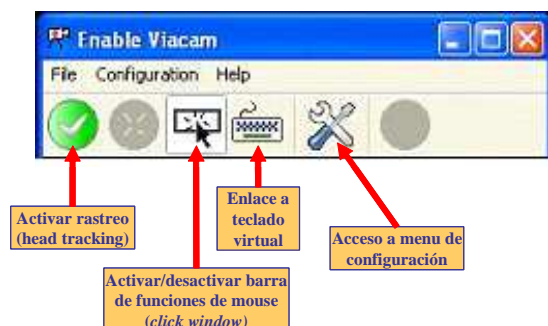 Enable Viacam
File Configuration Help
Activar rastreo
(head tracking)
Enlace a
teclado
virtual
Acceso a menu de
configuración
Activar/desactivar barra
de funciones de mouse
(click window)